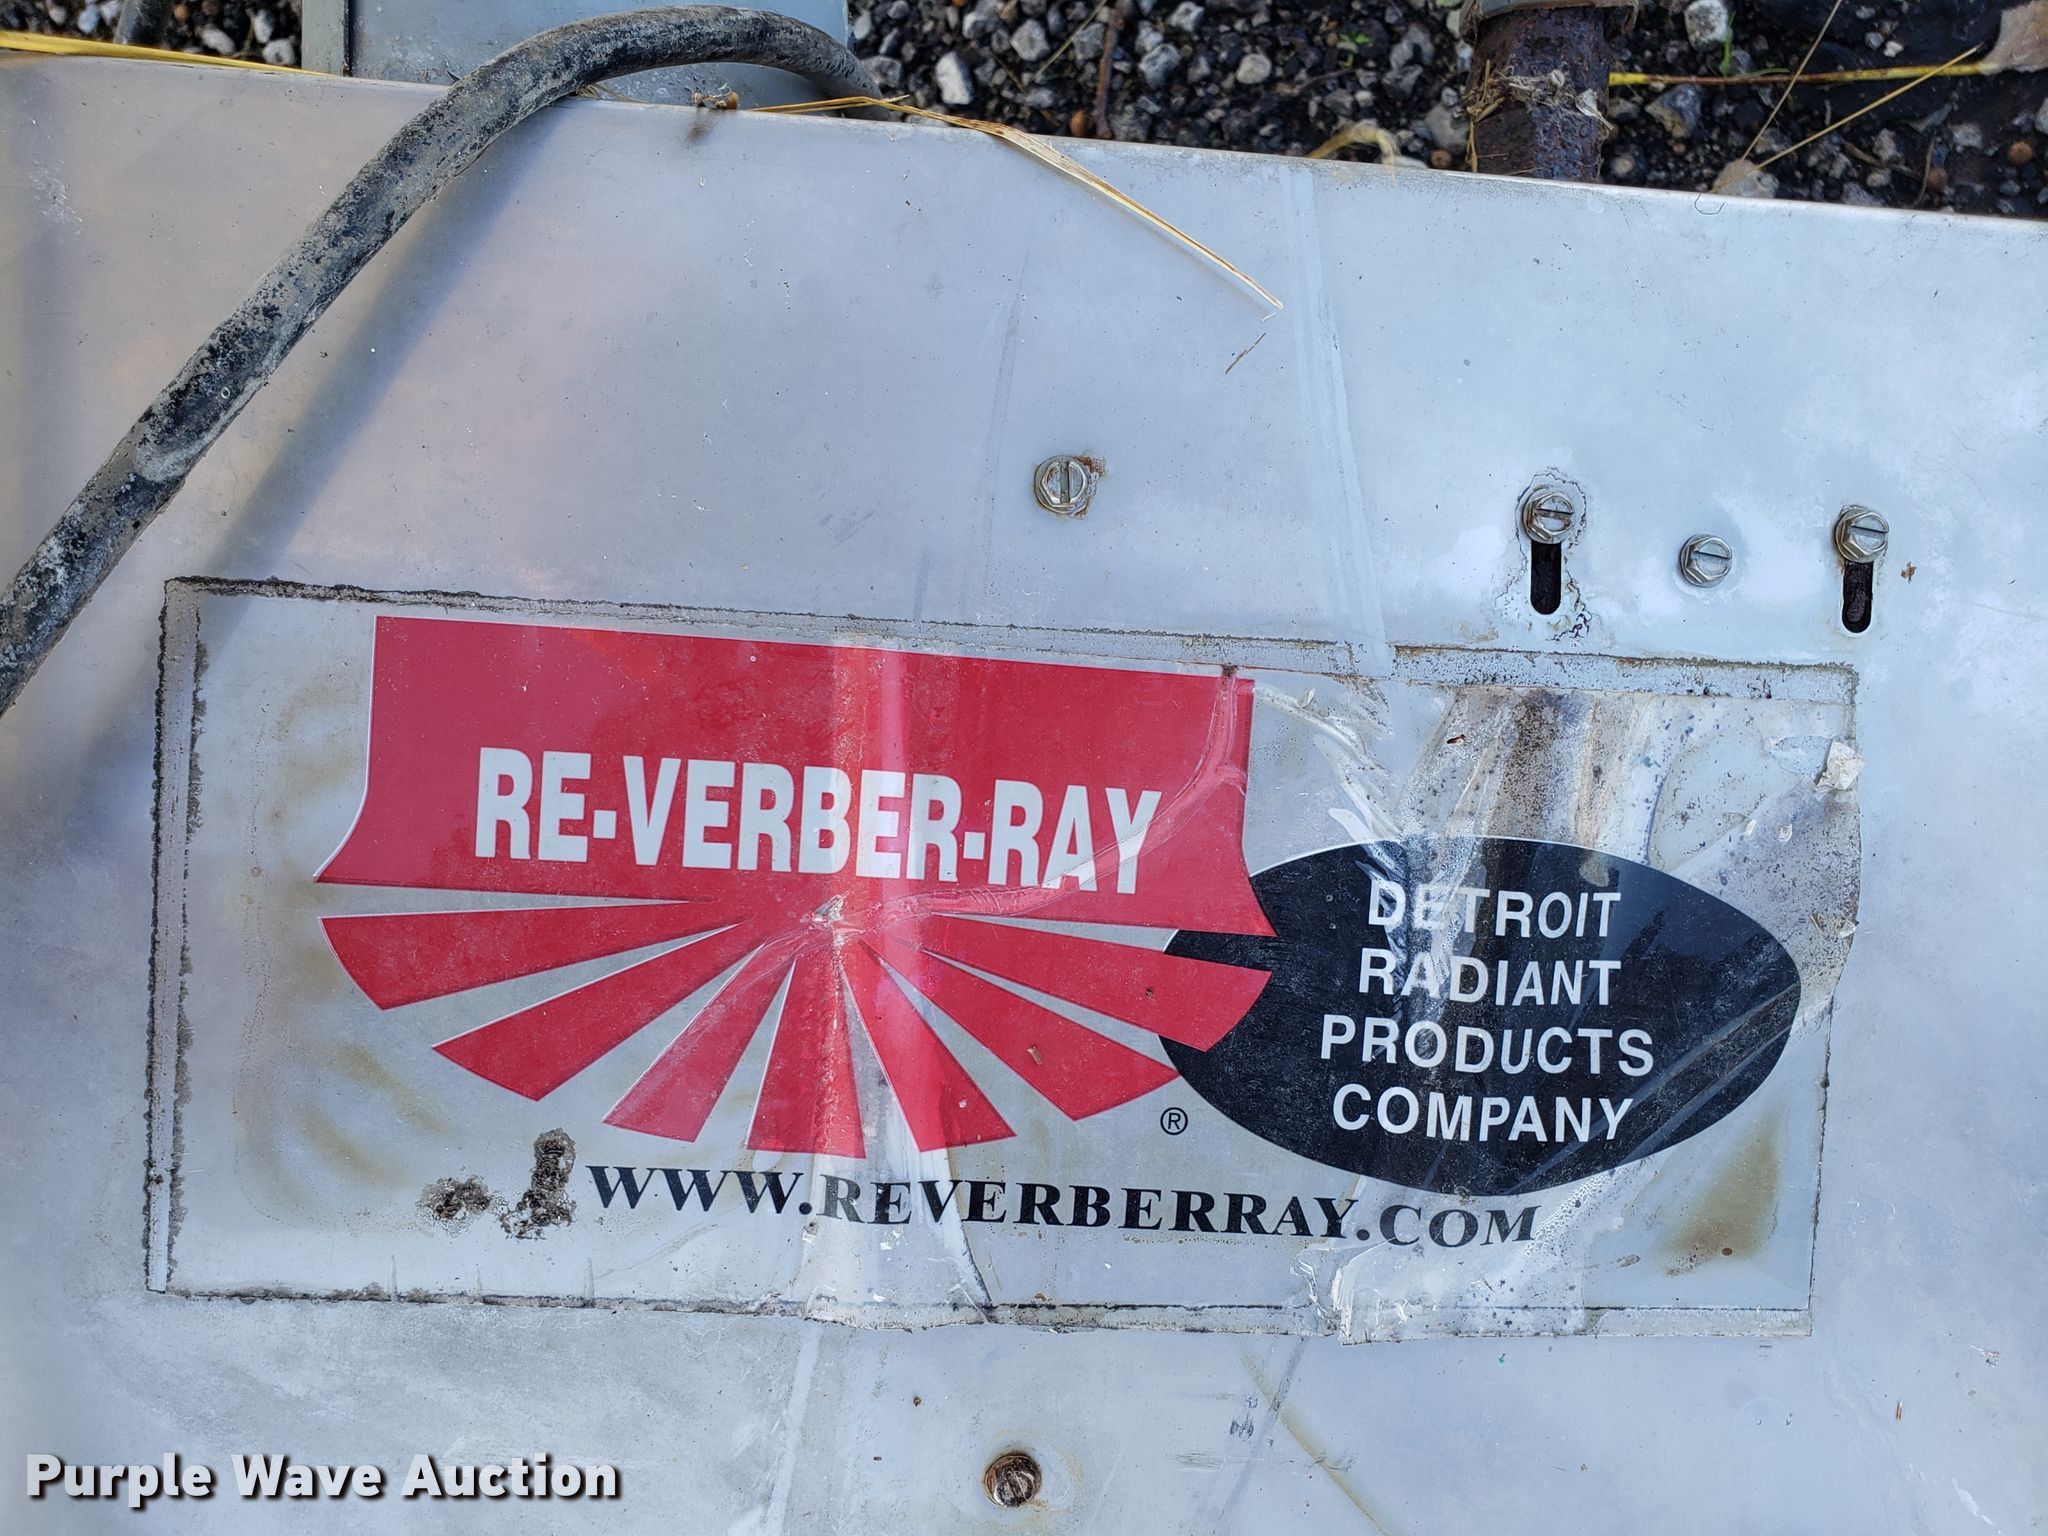 RE-VERBER-RAY
DETROIT
RADIANT
PRODUCTS
COMPANY
®
WWW.REVERBERRAY.COM
Purple Wave Auction